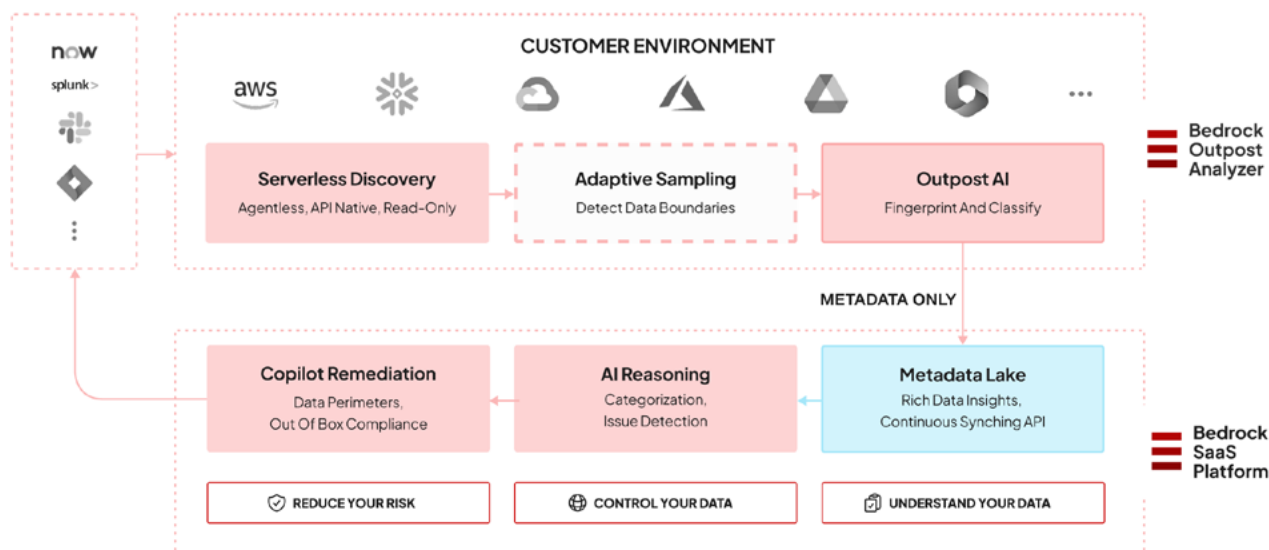 now
splunk>
CUSTOMER ENVIRONMENT
aws
Serverless Discovery
Agentless, API Native, Read-Only
Adaptive Sampling
Detect Data Boundaries
Outpost AI
Fingerprint And Classify
Bedrock
Outpost
Analyzer
METADATA ONLY
Copilot Remediation
Data Perimeters,
Out Of Box Compliance
AI Reasoning
Categorization,
Issue Detection
Metadata Lake
Rich Data Insights,
Continuous Synching API
Bedrock
SaaS
Platform
REDUCE YOUR RISK
CONTROL YOUR DATA
UNDERSTAND YOUR DATA